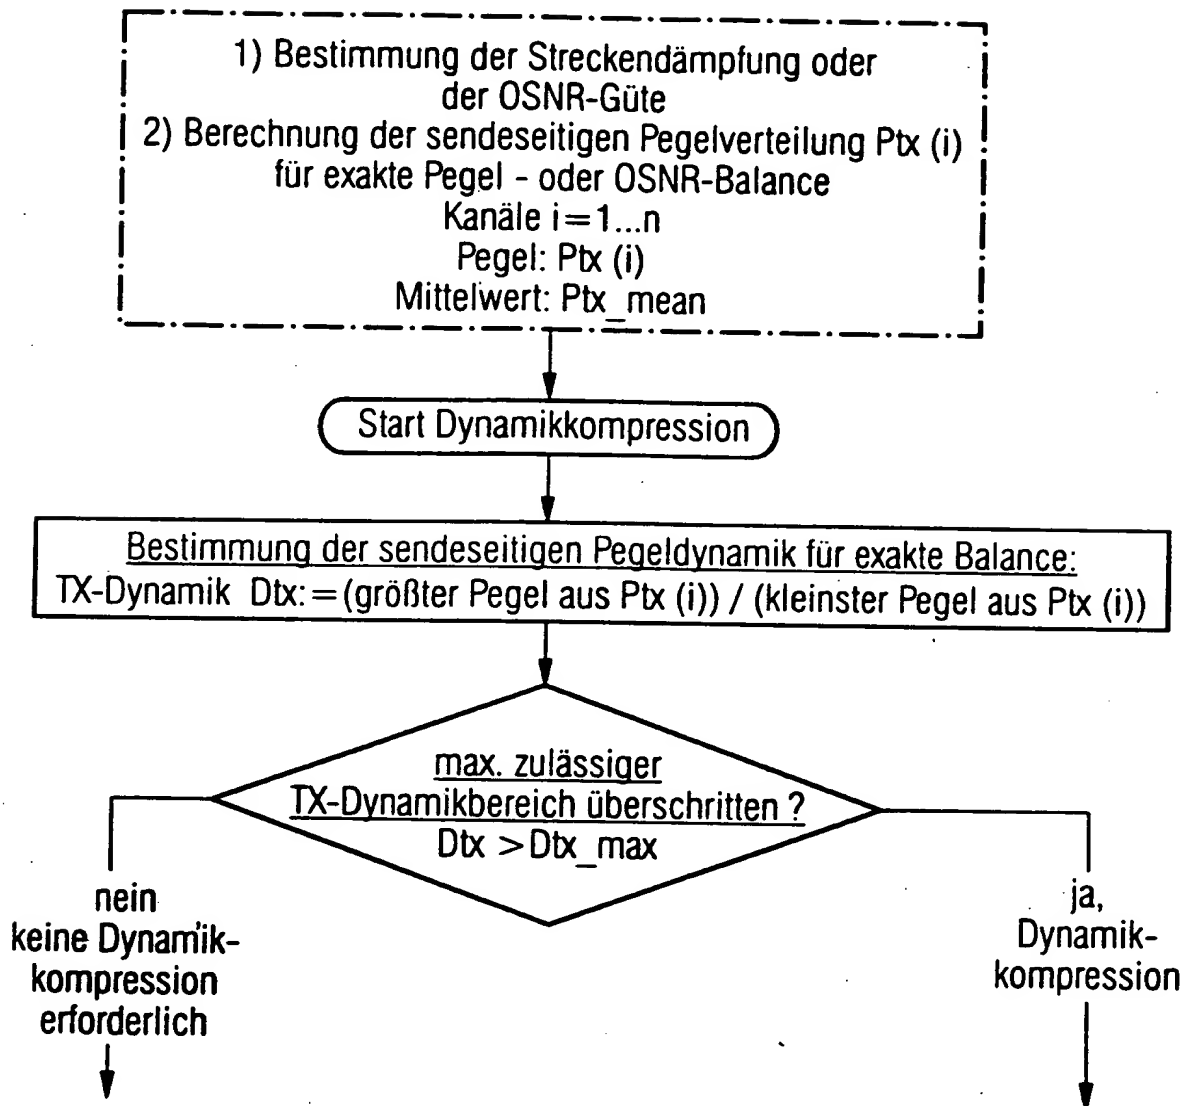 1) Bestimmung der Streckendämpfung oder
der OSNR-Güte
2) Berechnung der sendeseitigen Pegelverteilung Ptx (i)
für exakte Pegel - oder OSNR-Balance
Kanäle i=1...n
Pegel: Ptx (i)
Mittelwert: Ptx_mean
Start Dynamikkompression
Bestimmung der sendeseitigen Pegeldynamik für exakte Balance:
TX-Dynamik Dtx:=(größter Pegel aus Ptx (i)) / (kleinster Pegel aus Ptx (i))
max. zulässiger
TX-Dynamikbereich überschritten ?
Dtx >Dtx_max
nein
keine Dynamik-
kompression
erforderlich
ja,
Dynamik-
kompression